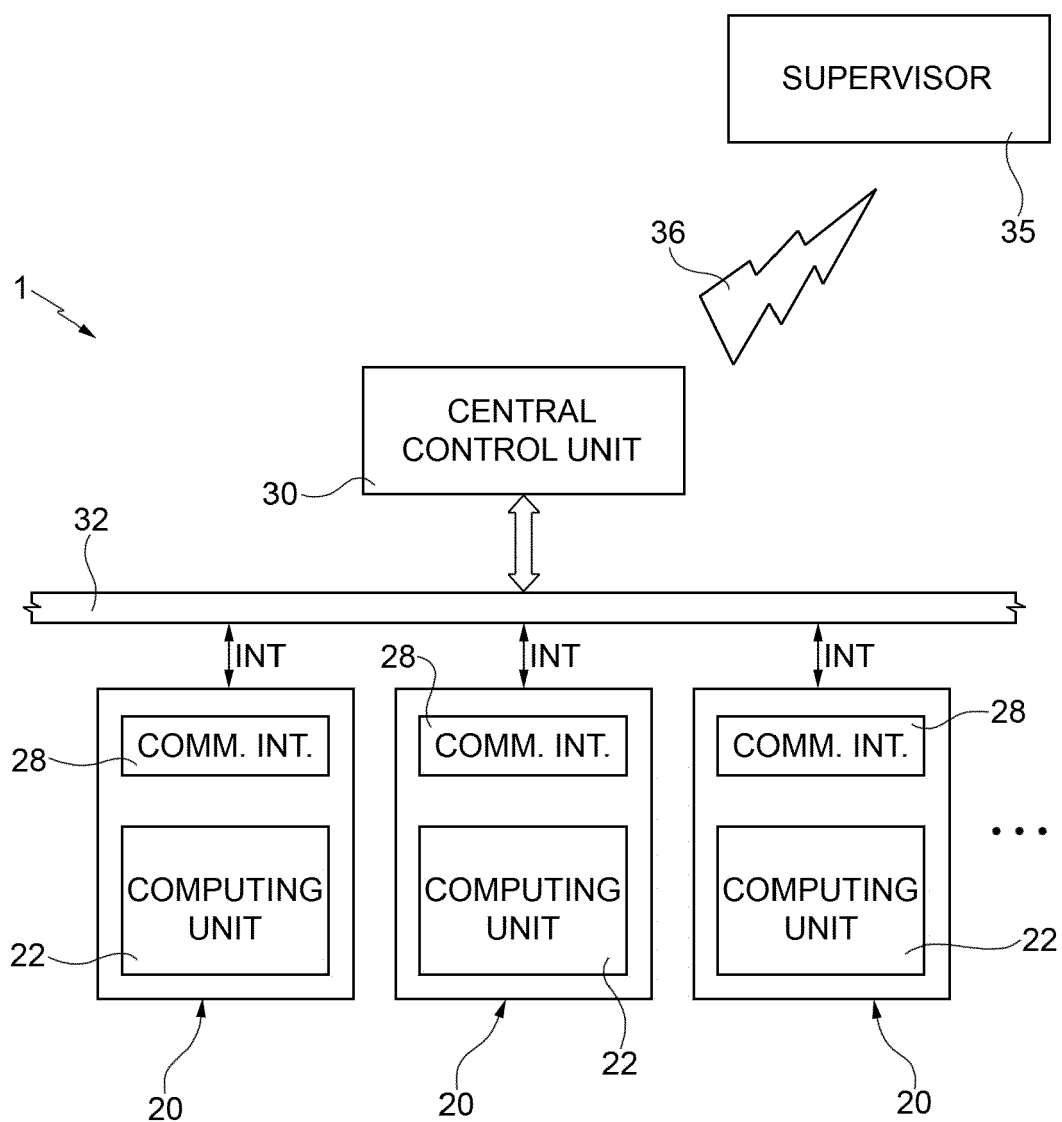 SUPERVISOR
35
36
1
CENTRAL
CONTROL UNIT
30
32
INT
INT
INT
28
28
28
COMM. INT.
COMM. INT.
COMM. INT.
COMPUTING
UNIT
COMPUTING
UNIT
COMPUTING
UNIT
• • •
22
22
22
20
20
20